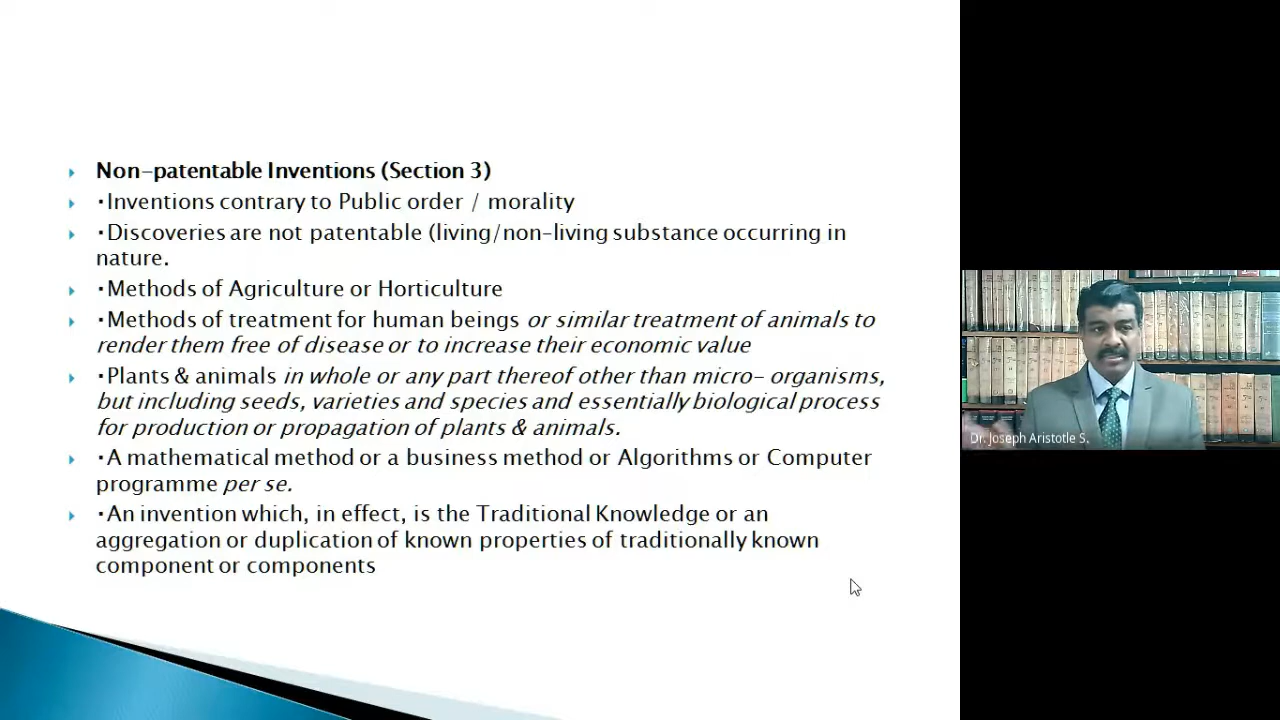 Non-patentable Inventions (Section 3)
·Inventions contrary to Public order / morality
·Discoveries are not patentable (living/non-living substance occurring in
nature.
·Methods of Agriculture or Horticulture
·Methods of treatment for human beings or similar treatment of animals to
render them free of disease or to increase their economic value
·Plants & animals in whole or any part thereof other than micro- organisms,
but including seeds, varieties and species and essentially biological process
for production or propagation of plants & animals.
·A mathematical method or a business method or Algorithms or Computer
programme per se.
·An invention which, in effect, is the Traditional Knowledge or an
aggregation or duplication of known properties of traditionally known
component or components
Dr. Joseph Aristotle S.